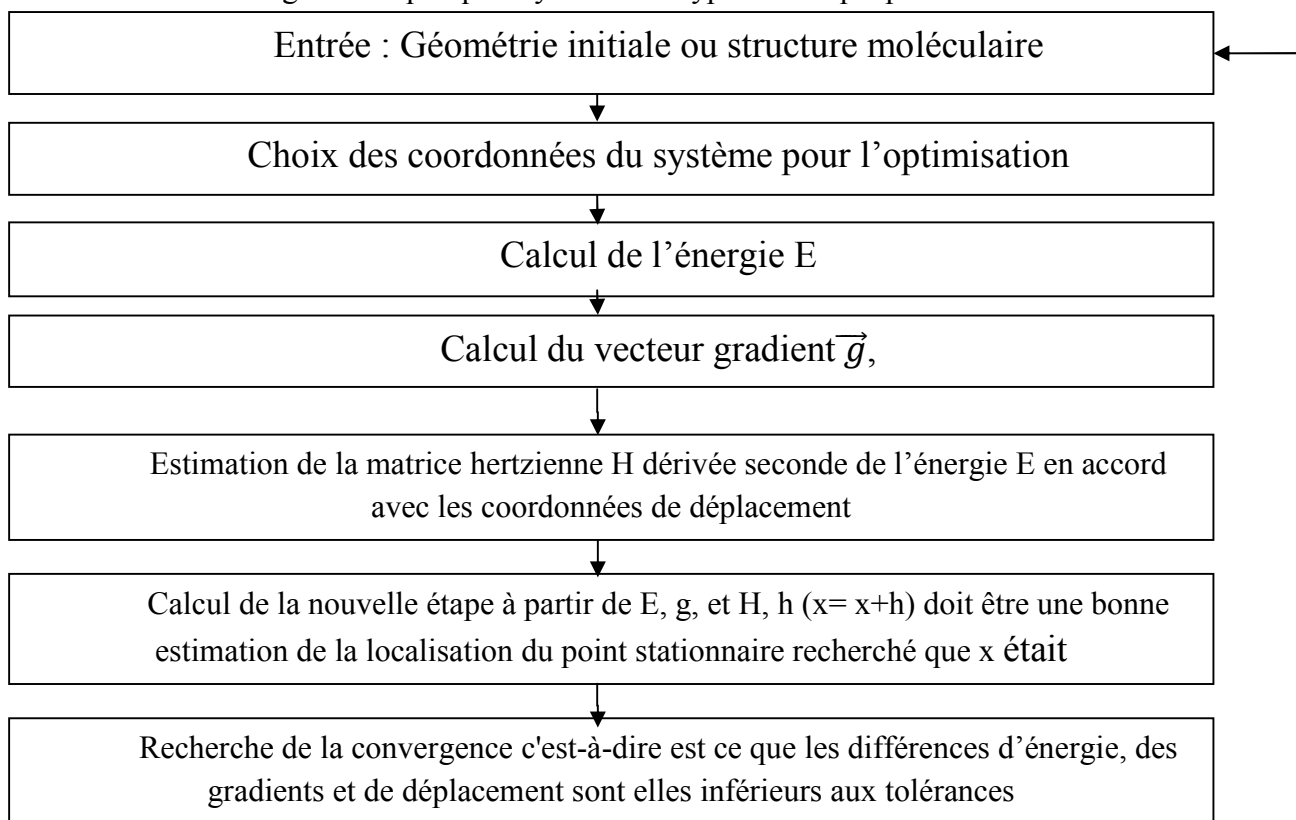 Entrée : Géométrie initiale ou structure moléculaire
Choix des coordonnées du système pour l’optimisation
Calcul de l’énergie E
Calcul du vecteur gradient g⃗,
Estimation de la matrice hertzienne H dérivée seconde de l’énergie E en accord
avec les coordonnées de déplacement
Calcul de la nouvelle étape à partir de E, g, et H, h (x= x+h) doit être une bonne
estimation de la localisation du point stationnaire recherché que x était
Recherche de la convergence c'est-à-dire est ce que les différences d’énergie, des
gradients et de déplacement sont elles inférieurs aux tolérances